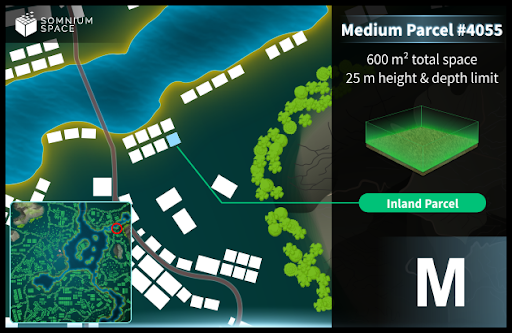 SOMNIUM
SPACE
Medium Parcel #4055
600 m² total space
25 m height & depth limit
Inland Parcel
M